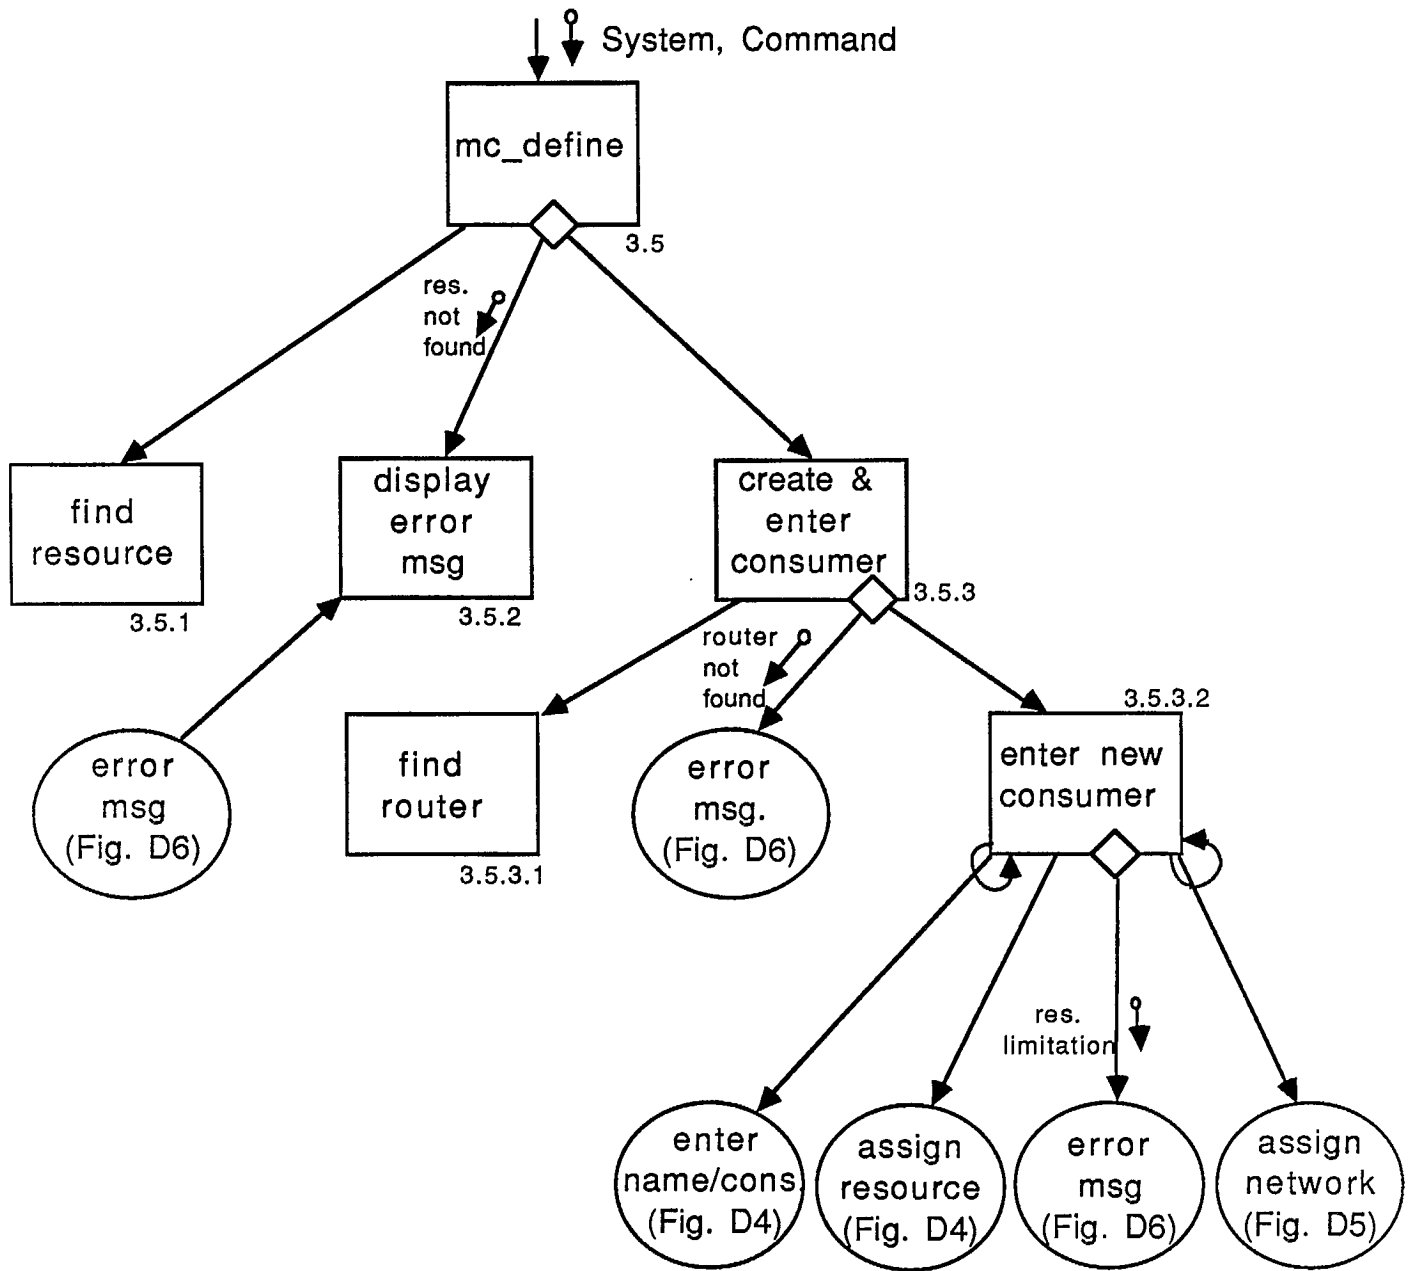 System, Command
mc_define
3.5
res.
not
found
find
resource
3.5.1
display
error
msg
3.5.2
create &
enter
consumer
3.5.3
router
not
found
3.5.3.2
error
msg
(Fig. D6)
find
router
3.5.3.1
error
msg.
(Fig. D6)
enter new
consumer
res.
limitation
enter
name/cons.
(Fig. D4)
assign
resource
(Fig. D4)
error
msg
(Fig. D6)
assign
network
(Fig. D5)